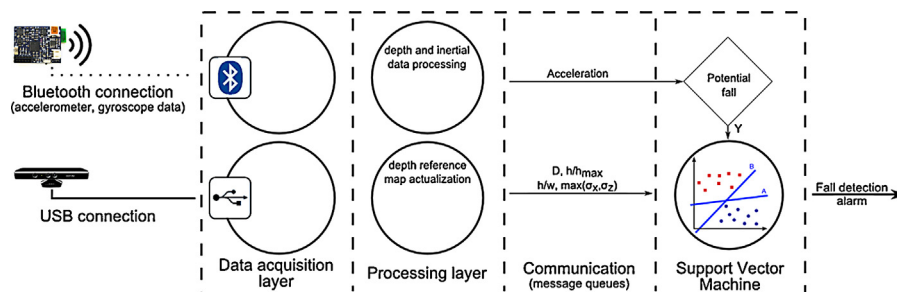 Bluetooth connection
(accelerometer, gyroscope data)
USB connection
Data acquisition
layer
depth and inertial
data processing
depth reference
map actualization
Processing layer
Acceleration
D, h/hmax
h/w, max(σX,σZ)
Communication
(message queues)
Potential
fall
Y
B
A
Support Vector
Machine
Fall detection
alarm